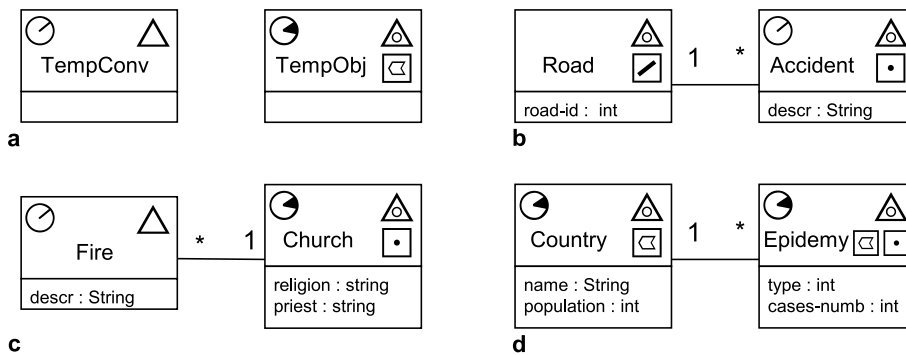 TempConv
TempObj
a
Road
1
*
Accident
road-id : int
descr : String
b
Fire
*
1
Church
descr : String
religion : string
priest : string
c
Country
1
*
Epidemy
name : String
population : int
type : int
cases-numb : int
d